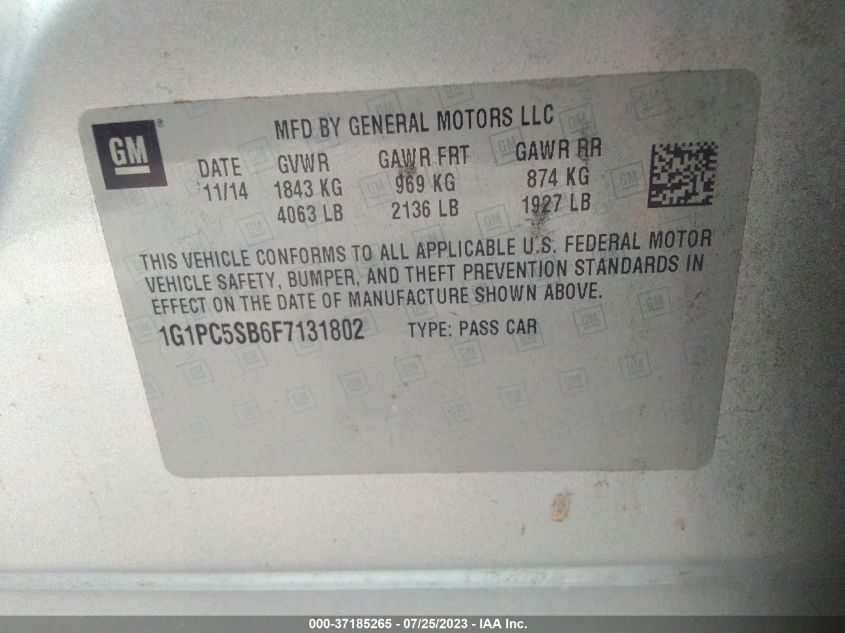 MFD BY GENERAL MOTORS LLC
GM ®
DATE GVWR GAWR FRT GAWR RR
11/14 1843 KG 969 KG 874 KG
4063 LB 2136 LB 1927 LB
THIS VEHICLE CONFORMS TO ALL APPLICABLE U.S. FEDERAL MOTOR
VEHICLE SAFETY, BUMPER, AND THEFT PREVENTION STANDARDS IN
EFFECT ON THE DATE OF MANUFACTURE SHOWN ABOVE.
1G1PC5SB6F7131802 TYPE: PASS CAR
000-37185265 - 07/25/2023 - IAA Inc.